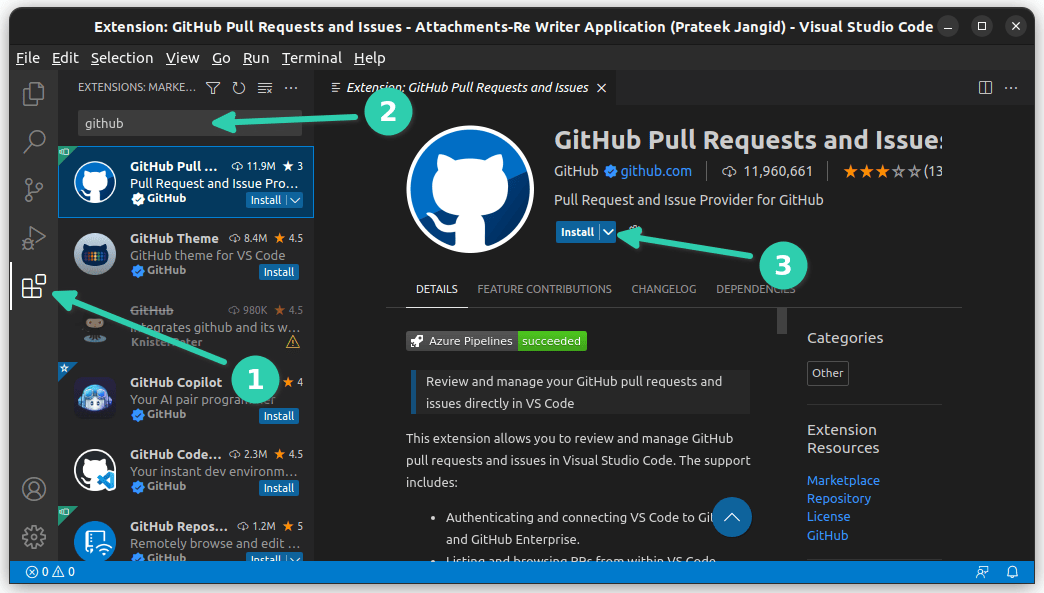 Extension: GitHub Pull Requests and Issues - Attachments-Re Writer Application (Prateek Jangid) - Visual Studio Code
File Edit Selection View Go Run Terminal Help
EXTENSIONS: MARKE...
github
2
GitHub Pull ... 11.9M 3
Pull Request and Issue Pro...
GitHub Install
GitHub Theme 8.4M 4.5
GitHub theme for VS Code
GitHub Install
GitHub 980K 4.5
Integrates github and its w...
1
GitHub Copilot 4
Your AI pair
GitHub Install
GitHub Code... 2.3M 4.5
Your instant dev environm...
GitHub Install
GitHub Repos... 1.2M 5
Remotely browse and edit ...
GitHub Install
Extension: GitHub Pull Requests and Issues
GitHub Pull Requests and Issues
GitHub github.com 11,960,661 (13
Pull Request and Issue Provider for GitHub
Install
3
DETAILS FEATURE CONTRIBUTIONS CHANGELOG DEPENDENCIES
Azure Pipelines succeeded
Review and manage your GitHub pull requests and
issues directly in VS Code
This extension allows you to review and manage GitHub
pull requests and issues in Visual Studio Code. The support
includes:
• Authenticating and connecting VS Code to Git
and GitHub Enterprise.
• Listing and browsing PRs from within VS Code.
Categories
Other
Extension
Resources
Marketplace
Repository
License
GitHub
0 0